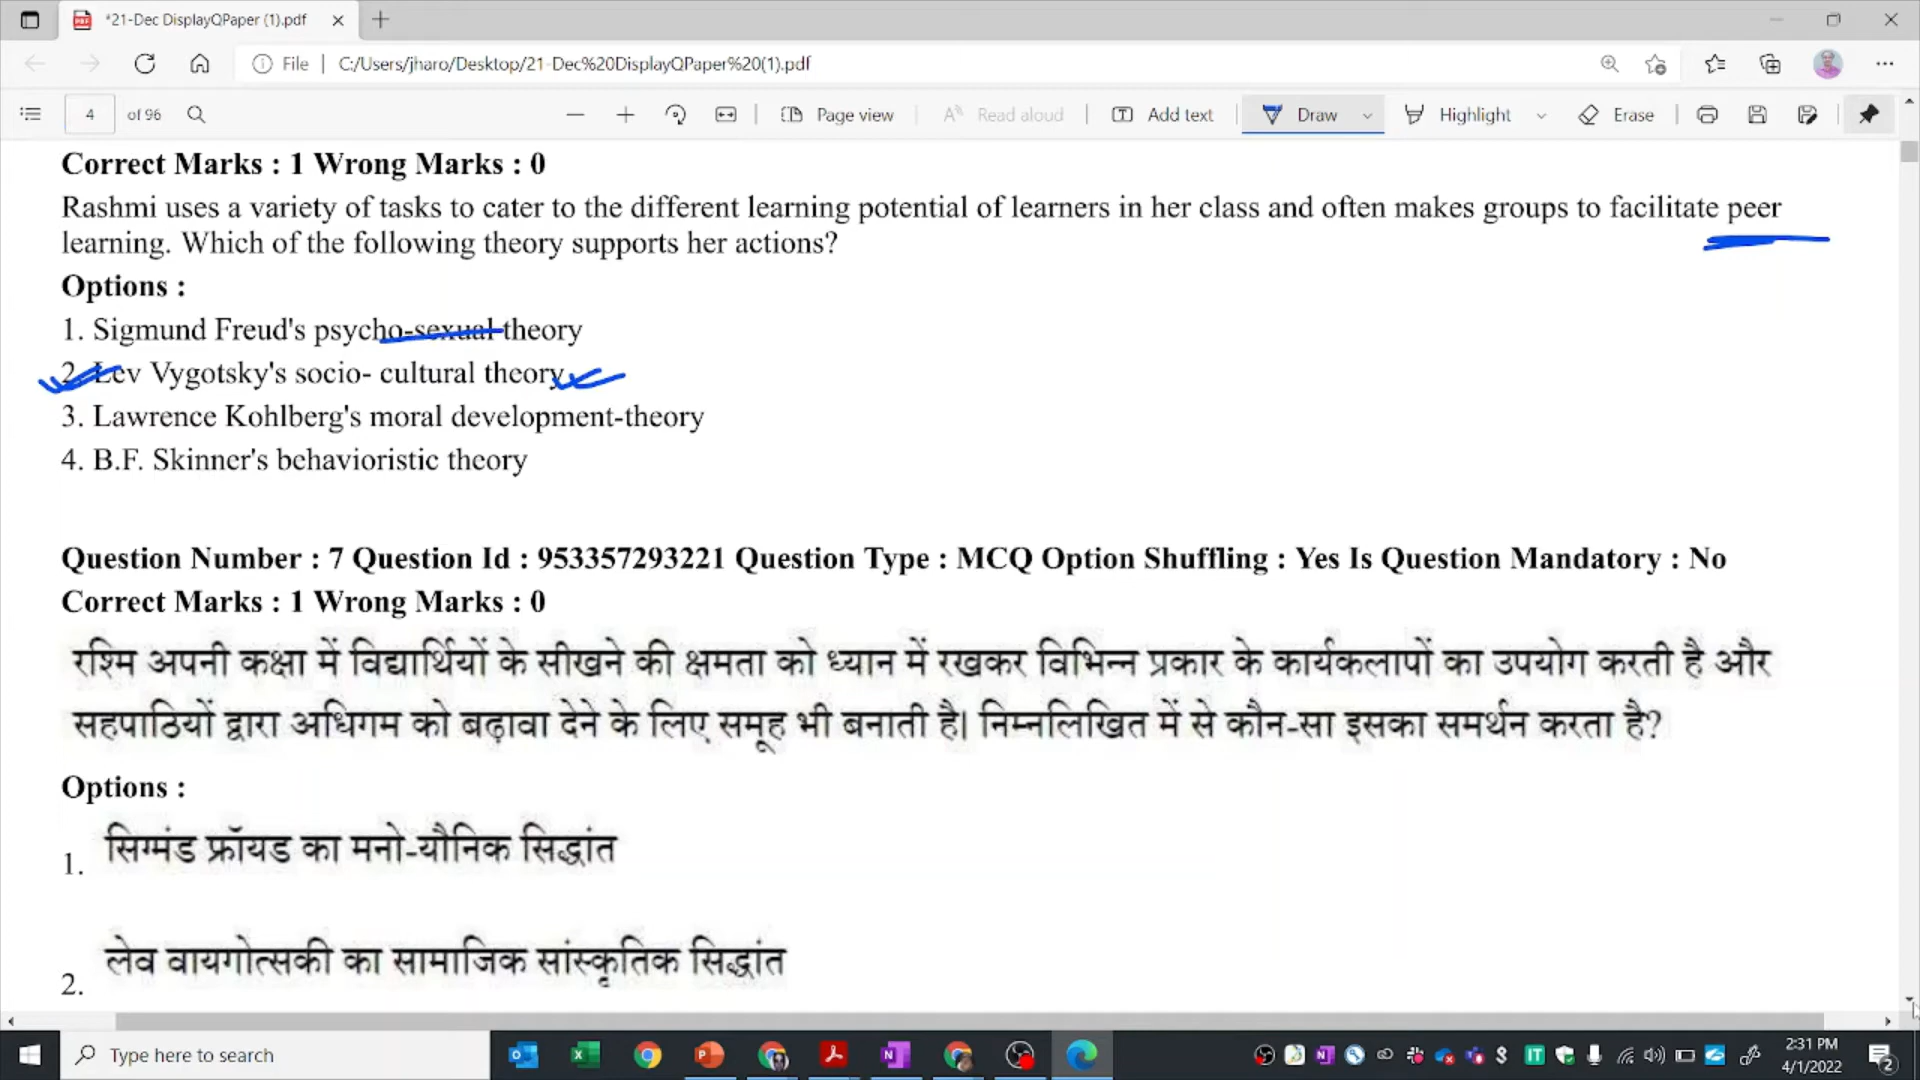 *21-Dec DisplayQPaper (1).pdf
File | C:/Users/jharo/Desktop/21-Dec%20DisplayQPaper%20(1).pdf
4 of 96 Page view Read aloud Add text Draw Highlight Erase
Correct Marks : 1 Wrong Marks : 0
Rashmi uses a variety of tasks to cater to the different learning potential of learners in her class and often makes groups to facilitate peer
learning. Which of the following theory supports her actions?
Options :
1. Sigmund Freud's psycho-sexual theory
2. Lev Vygotsky's socio- cultural theory
3. Lawrence Kohlberg's moral development-theory
4. B.F. Skinner's behavioristic theory
Question Number : 7 Question Id : 953357293221 Question Type : MCQ Option Shuffling : Yes Is Question Mandatory : No
Correct Marks : 1 Wrong Marks : 0
रश्मि अपनी कक्षा में विद्यार्थियों के सीखने की क्षमता को ध्यान में रखकर विभिन्न प्रकार के कार्यकलापों का उपयोग करती है और
सहपाठियों द्वारा अधिगम को बढ़ावा देने के लिए समूह भी बनाती है। निम्नलिखित में से कौन-सा इसका समर्थन करता है?
Options :
1. सिग्मंड फ्रॉयड का मनो-यौनिक सिद्धांत
2. लेव वायगोत्सकी का सामाजिक सांस्कृतिक सिद्धांत
Type here to search
2:31 PM
4/1/2022
2